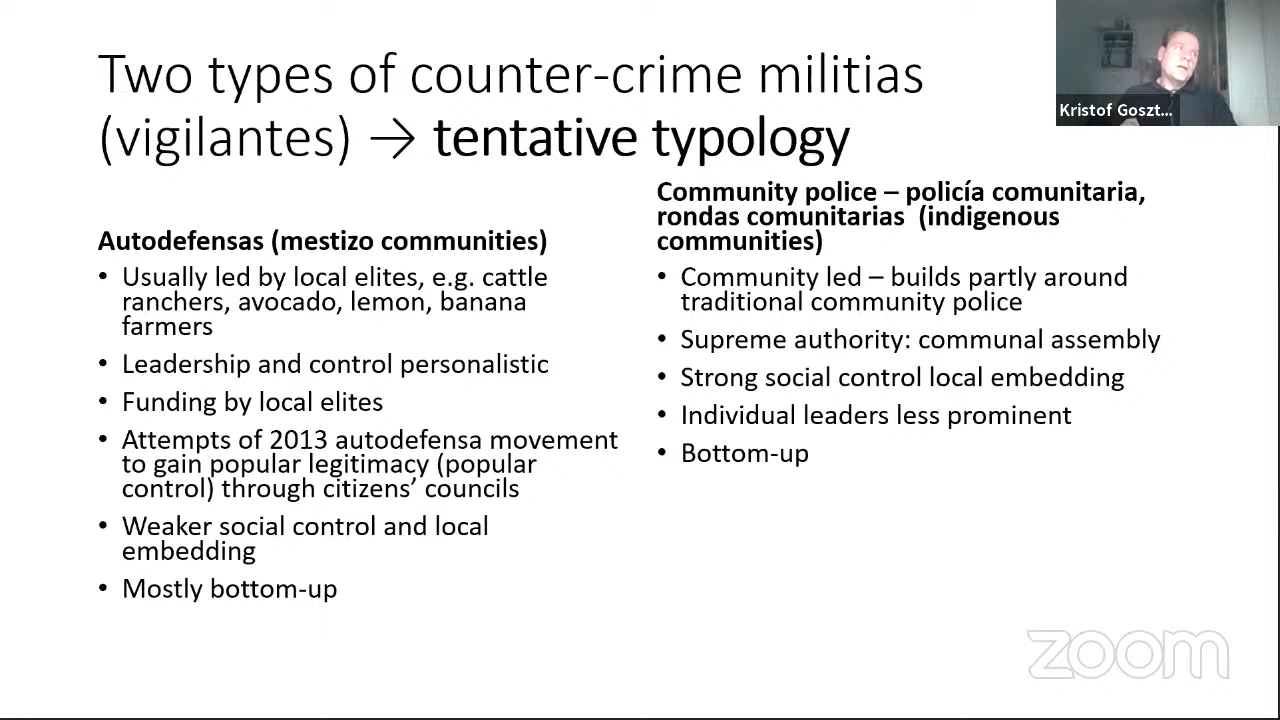 Two types of counter-crime militias
(vigilantes) → tentative typology
Kristof Goszt...
Autodefensas (mestizo communities)
• Usually led by local elites, e.g. cattle
ranchers, avocado, lemon, banana
farmers
• Leadership and control personalistic
• Funding by local elites
• Attempts of 2013 autodefensa movement
to gain popular legitimacy (popular
control) through citizens’ councils
• Weaker social control and local
embedding
• Mostly bottom-up
Community police – policía comunitaria,
rondas comunitarias (indigenous
communities)
• Community led – builds partly around
traditional community police
• Supreme authority: communal assembly
• Strong social control local embedding
• Individual leaders less prominent
• Bottom-up
zoom